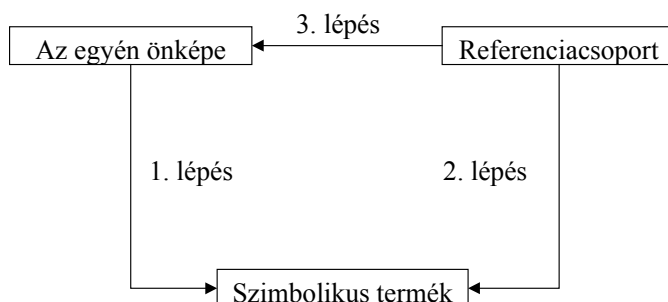 3. lépés
Az egyén önképe
Referenciacsoport
1. lépés
2. lépés
Szimbolikus termék